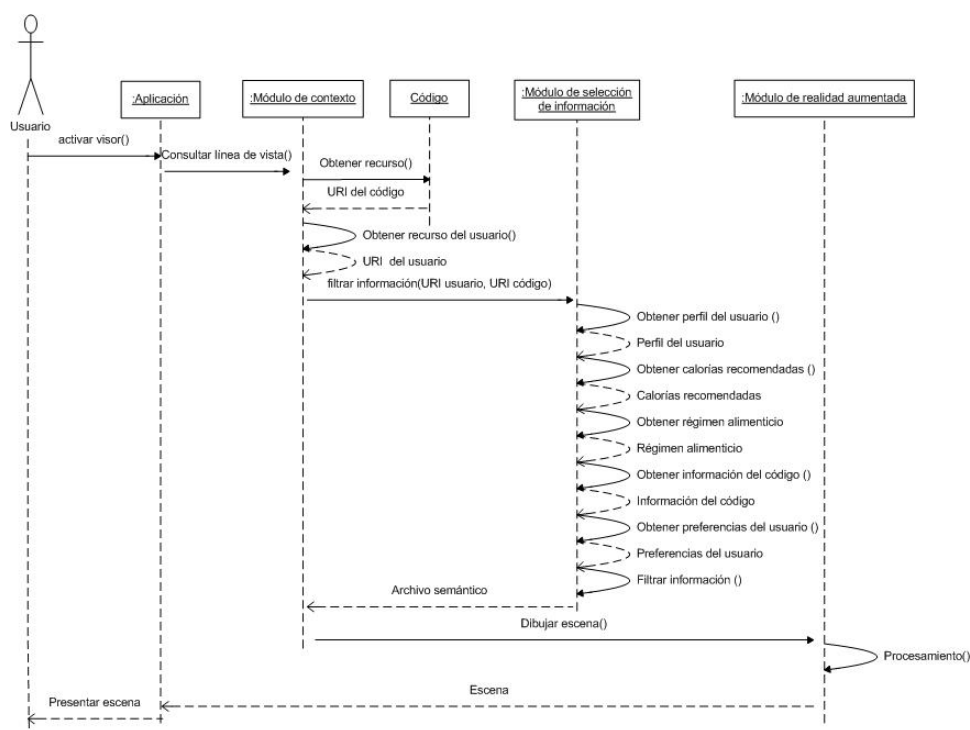 Usuario
:Aplicación
:Módulo de contexto
Código
:Módulo de selección
de información
:Módulo de realidad aumentada
activar visor()
Consultar línea de vista()
Obtener recurso()
URI del código
Obtener recurso del usuario()
URI del usuario
filtrar información(URI usuario, URI código)
Obtener perfil del usuario ()
Perfil del usuario
Obtener calorías recomendadas ()
Calorías recomendadas
Obtener régimen alimenticio
Régimen alimenticio
Obtener información del código ()
Información del código
Obtener preferencias del usuario ()
Preferencias del usuario
Filtrar información ()
Archivo semántico
Dibujar escena()
Procesamiento()
Escena
Presentar escena